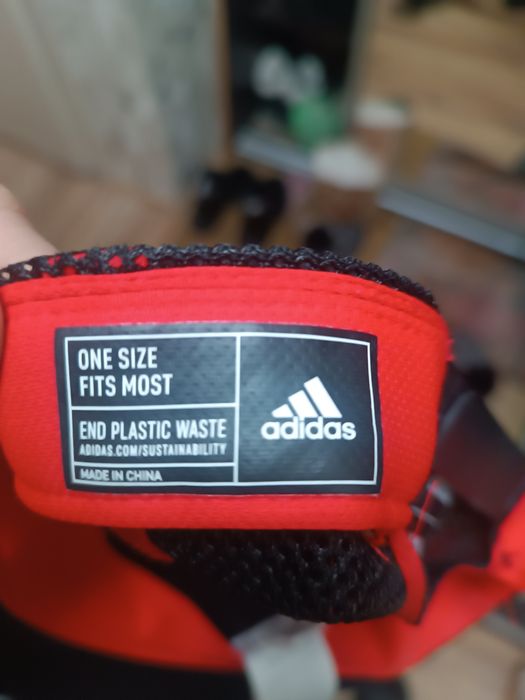 ONE SIZE
FITS MOST
END PLASTIC WASTE
ADIDAS.COM/SUSTAINABILITY
MADE IN CHINA
adidas